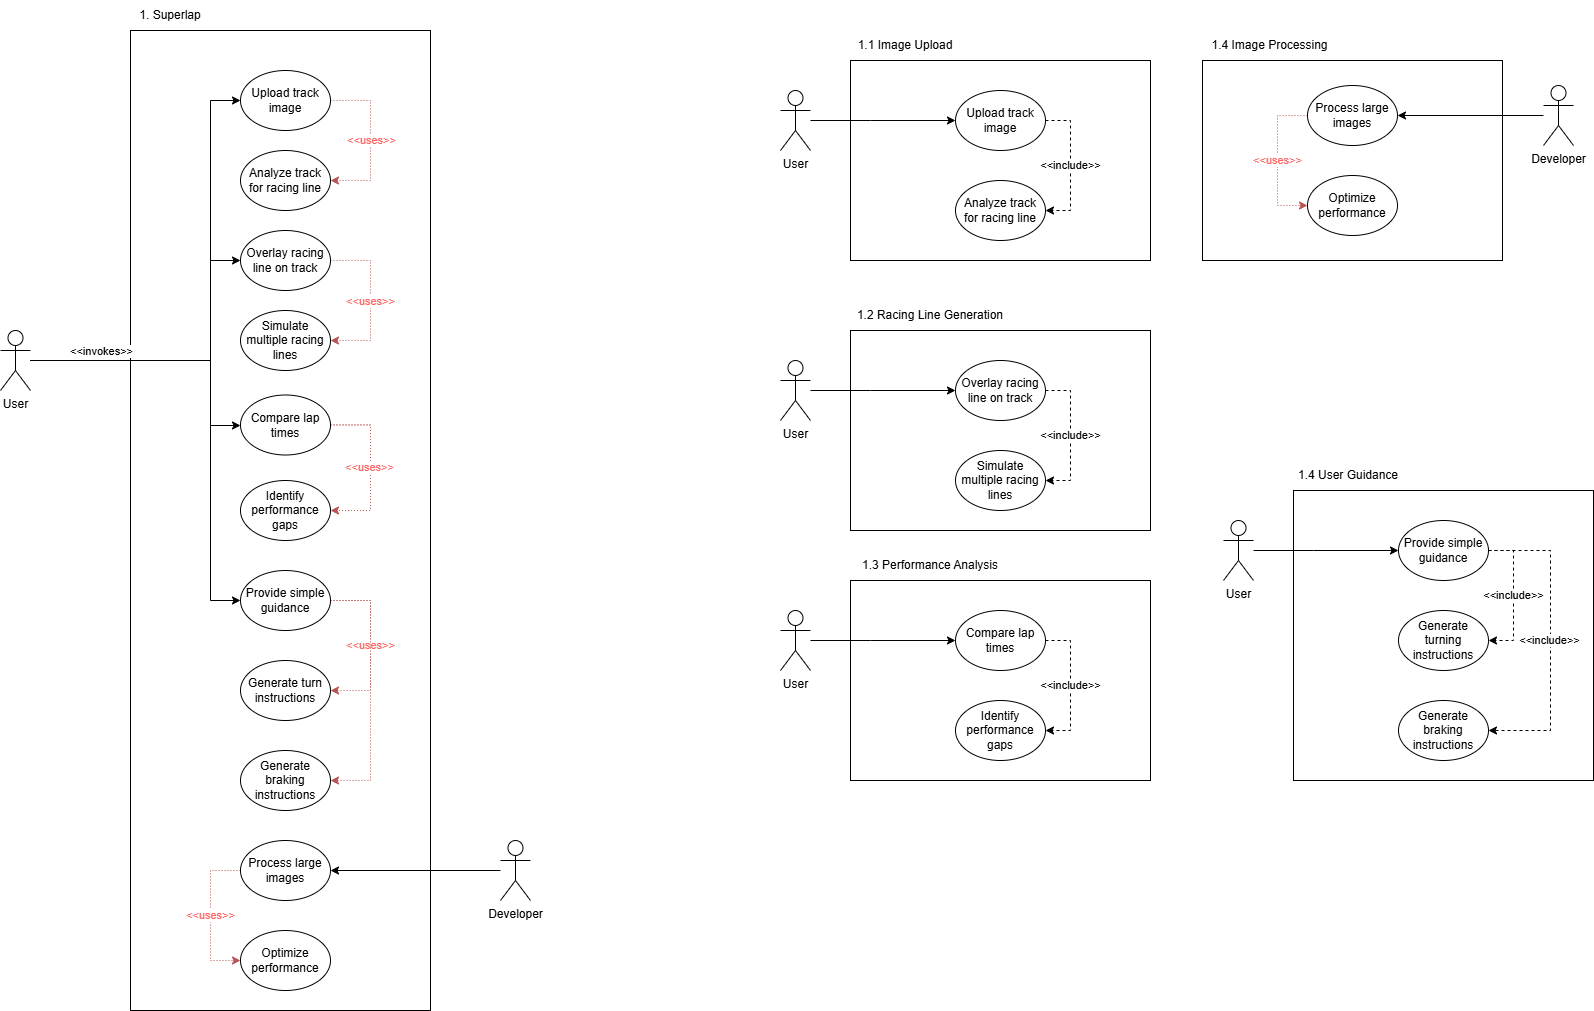 1. Superlap
Upload track
image
<<uses>>
Analyze track
for racing line
Overlay racing
line on track
<<uses>>
Simulate
multiple racing
lines
<<invokes>>
User
Compare lap
times
<<uses>>
Identify
performance
gaps
Provide simple
guidance
<<uses>>
Generate turn
instructions
Generate
braking
instructions
Process large
images
Developer
<<uses>>
Optimize
performance
1.1 Image Upload
Upload track
image
User
<<include>>
Analyze track
for racing line
1.4 Image Processing
Process large
images
Developer
<<uses>>
Optimize
performance
1.2 Racing Line Generation
Overlay racing
line on track
User
<<include>>
Simulate
multiple racing
lines
1.3 Performance Analysis
Compare lap
times
User
<<include>>
Identify
performance
gaps
1.4 User Guidance
Provide simple
guidance
User
<<include>>
Generate
turning
instructions
<<include>>
Generate
braking
instructions